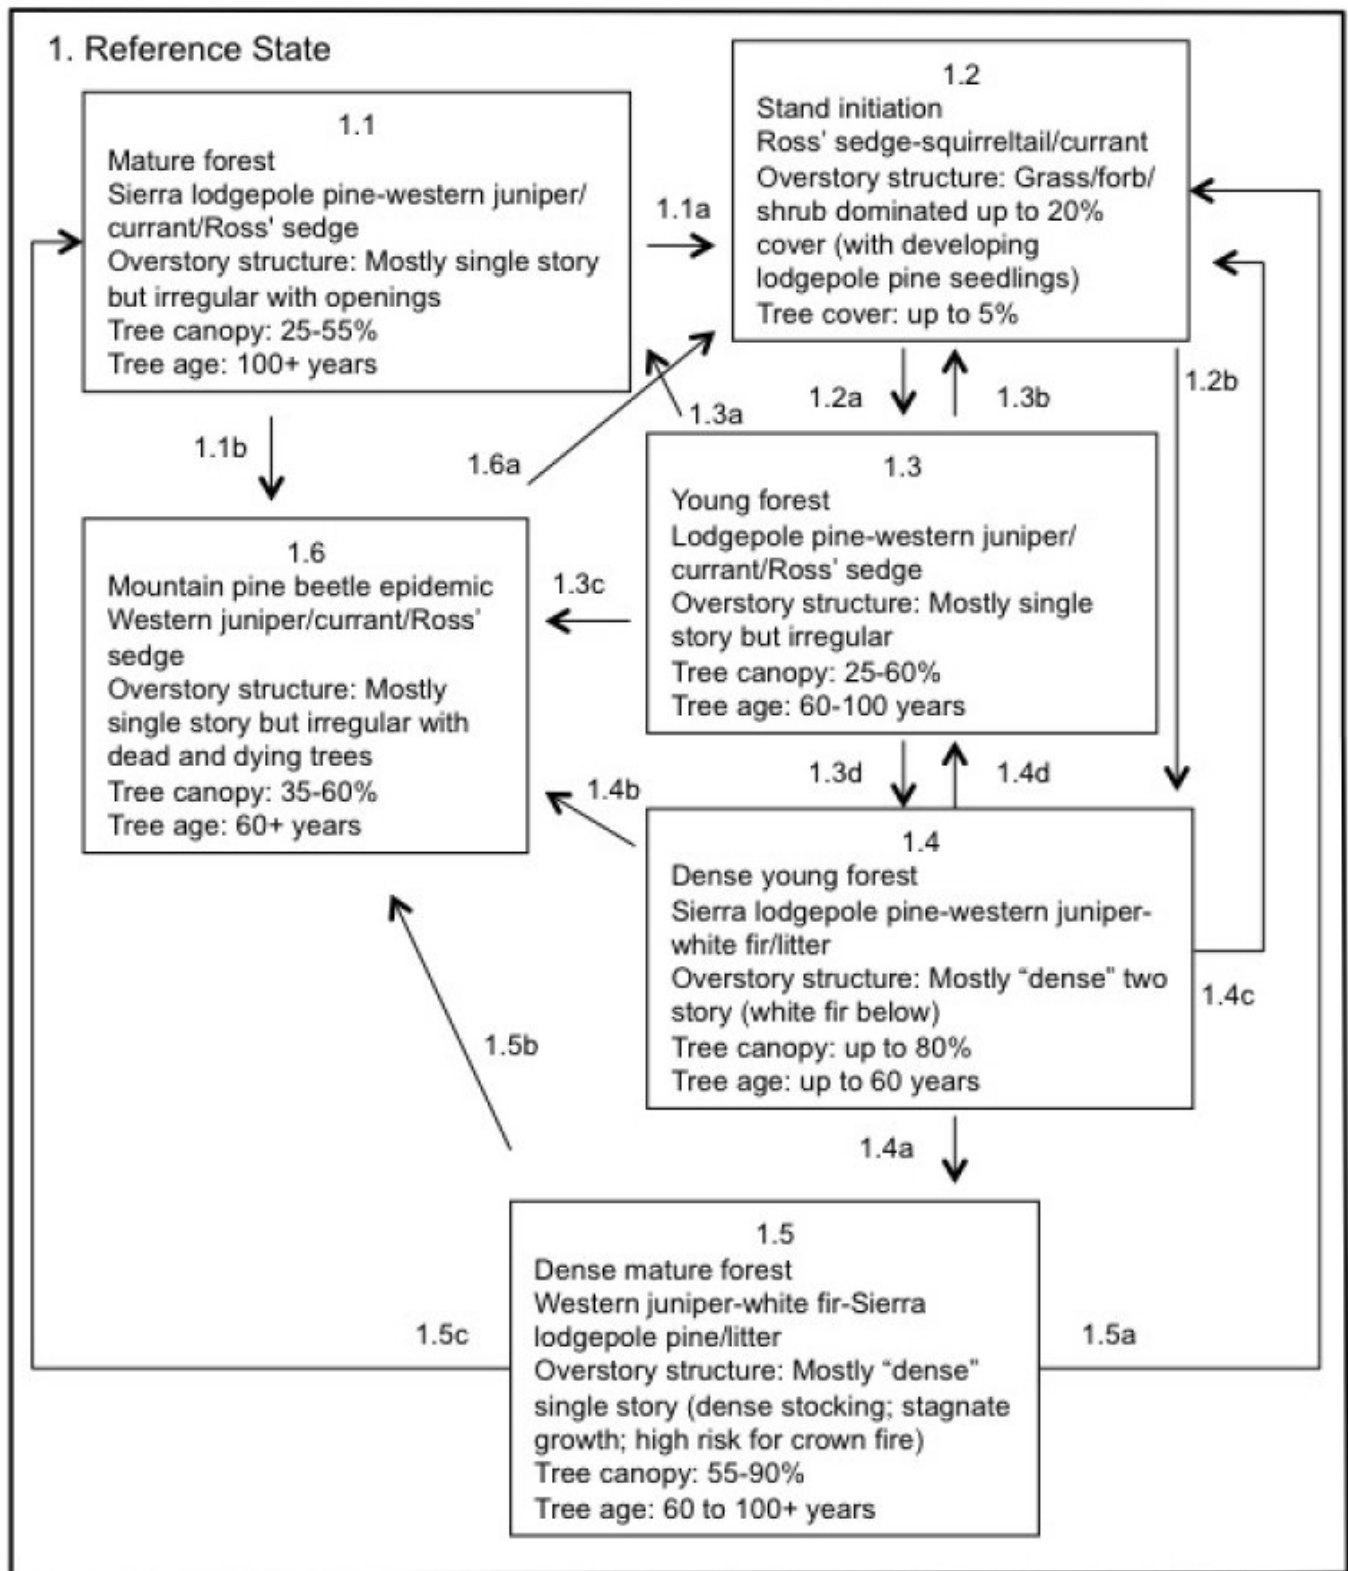 1. Reference State
1.1
Mature forest
Sierra lodgepole pine-western juniper/
currant/Ross' sedge
Overstory structure: Mostly single story
but irregular with openings
Tree canopy: 25-55%
Tree age: 100+ years
1.1a
1.2
Stand initiation
Ross' sedge-squirreltail/currant
Overstory structure: Grass/forb/
shrub dominated up to 20%
cover (with developing
lodgepole pine seedlings)
Tree cover: up to 5%
1.1b
1.6a
1.3a
1.2a
1.3b
1.2b
1.6
Mountain pine beetle epidemic
Western juniper/currant/Ross'
sedge
Overstory structure: Mostly
single story but irregular with
dead and dying trees
Tree canopy: 35-60%
Tree age: 60+ years
1.3c
1.3
Young forest
Lodgepole pine-western juniper/
currant/Ross' sedge
Overstory structure: Mostly single
story but irregular
Tree canopy: 25-60%
Tree age: 60-100 years
1.4b
1.3d
1.4d
1.4
Dense young forest
Sierra lodgepole pine-western juniper-
white fir/litter
Overstory structure: Mostly “dense” two
story (white fir below)
Tree canopy: up to 80%
Tree age: up to 60 years
1.4c
1.5b
1.4a
1.5
Dense mature forest
Western juniper-white fir-Sierra
lodgepole pine/litter
Overstory structure: Mostly “dense”
single story (dense stocking; stagnate
growth; high risk for crown fire)
Tree canopy: 55-90%
Tree age: 60 to 100+ years
1.5c
1.5a